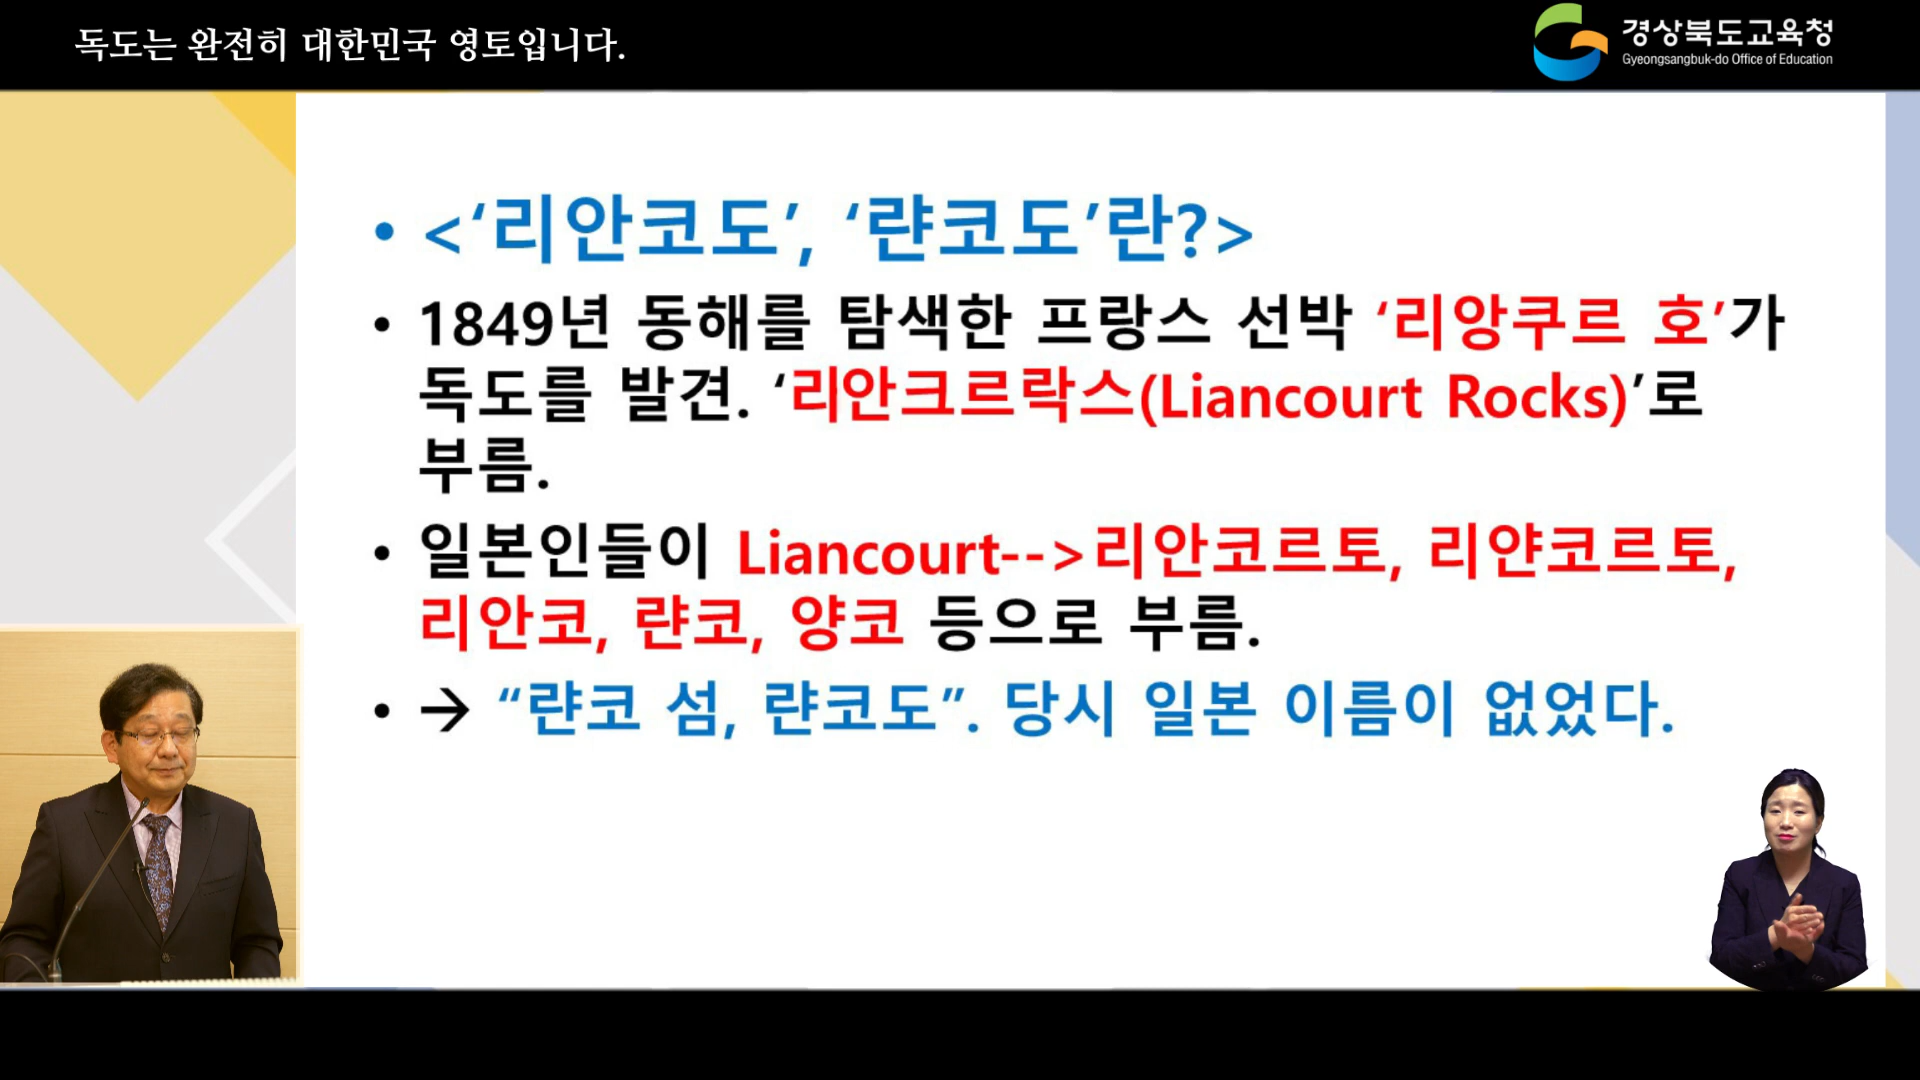 독도는 완전히 대한민국 영토입니다.
경상북도교육청
Gyeongsangbuk-do Office of Education
• <‘리안코도’, ‘랸코도’란?>
• 1849년 동해를 탐색한 프랑스 선박 ‘리앙쿠르 호’가
독도를 발견. ‘리안크르락스(Liancourt Rocks)’로
부름.
• 일본인들이 Liancourt-->리안코르토, 리얀코르토,
리안코, 랸코, 양코 등으로 부름.
• → “랸코 섬, 랸코도”. 당시 일본 이름이 없었다.